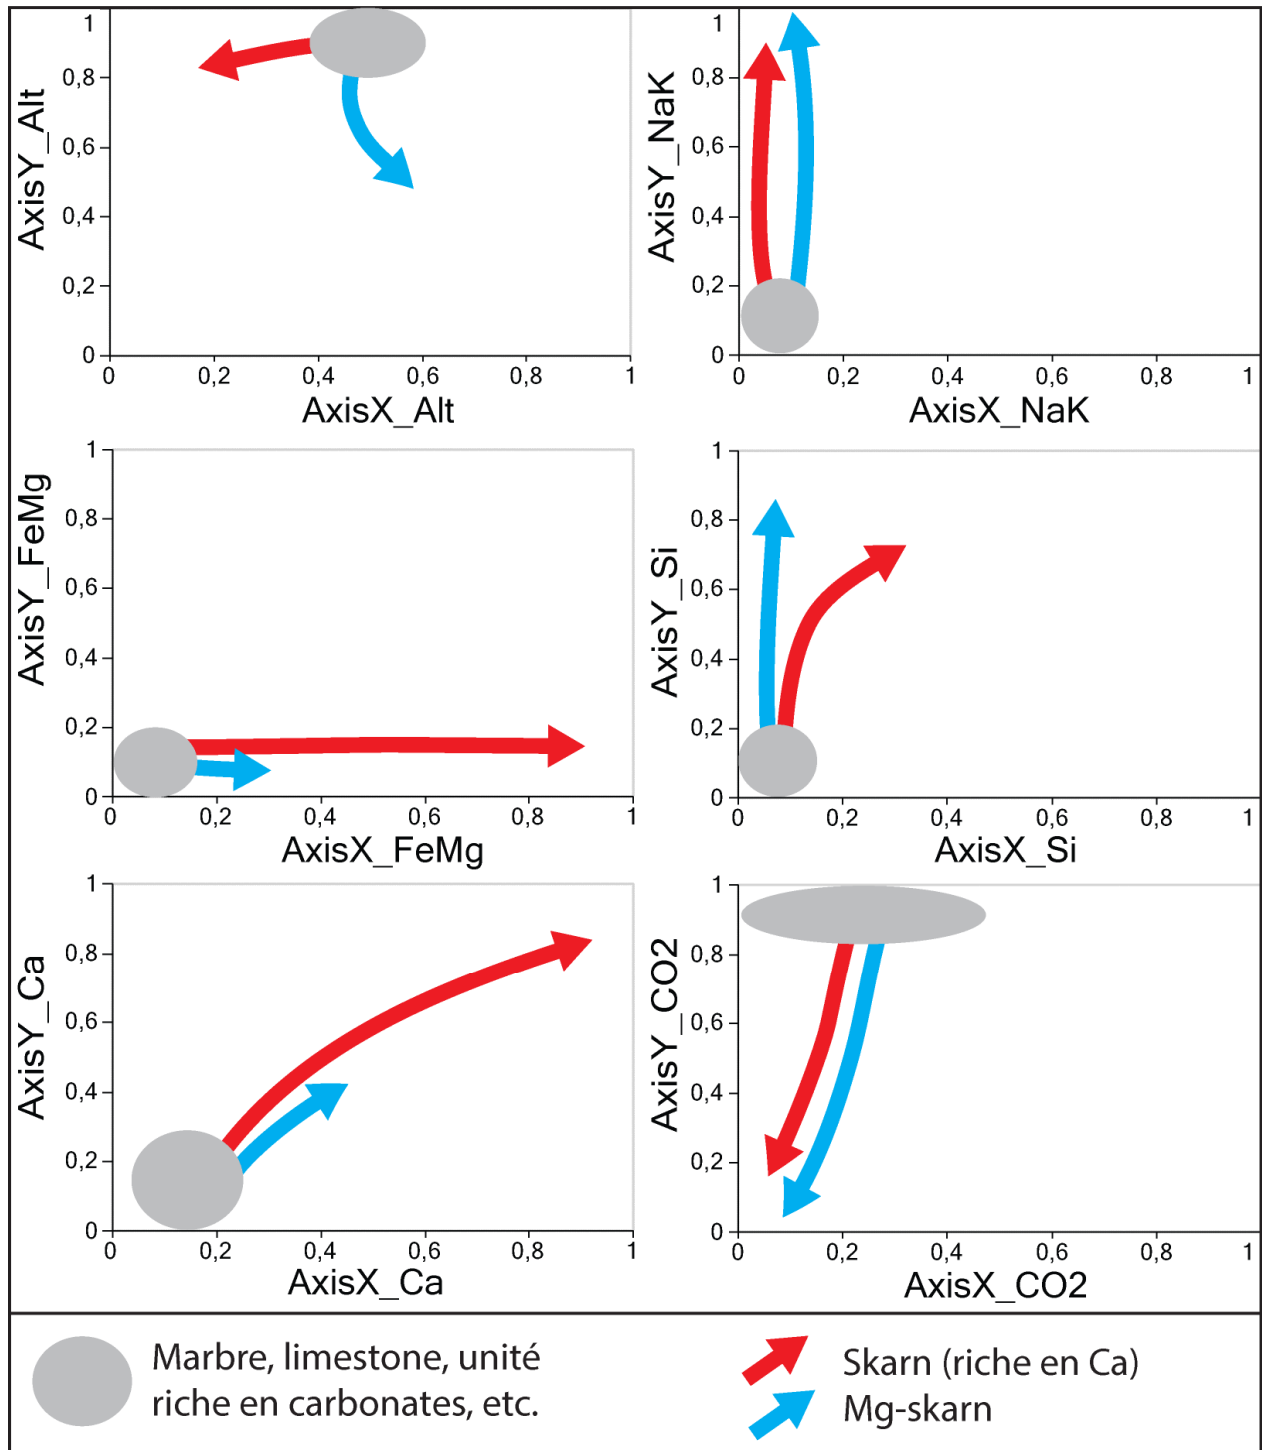 1
0,8
0,6
0,4
0,2
0
AxisY_Alt
0 0,2 0,4 0,6 0,8 1
AxisX_Alt
1
0,8
0,6
0,4
0,2
0
AxisY_NaK
0 0,2 0,4 0,6 0,8 1
AxisX_NaK
1
0,8
0,6
0,4
0,2
0
AxisY_FeMg
0 0,2 0,4 0,6 0,8 1
AxisX_FeMg
1
0,8
0,6
0,4
0,2
0
AxisY_Si
0 0,2 0,4 0,6 0,8 1
AxisX_Si
1
0,8
0,6
0,4
0,2
0
AxisY_Ca
0 0,2 0,4 0,6 0,8 1
AxisX_Ca
1
0,8
0,6
0,4
0,2
0
AxisY_CO2
0 0,2 0,4 0,6 0,8 1
AxisX_CO2
Marbre, limestone, unité
riche en carbonates, etc.
Skarn (riche en Ca)
Mg-skarn